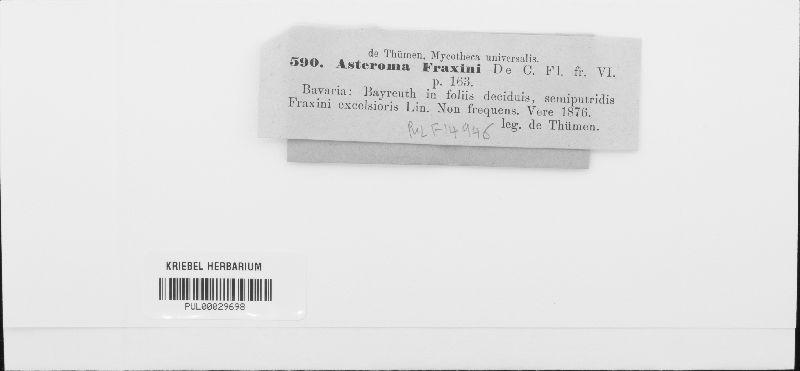 de Thümen, Mycotheca universalis.
590. Asteroma Fraxini De C. Fl. fr. VI.
p. 163.
Bavaria: Bayreuth in foliis deciduis, semiputridis
Fraxini excelsioris Lin. Non frequens. Vere 1876.
leg. de Thümen.
PUL F14946
KRIEBEL HERBARIUM
PUL00029698